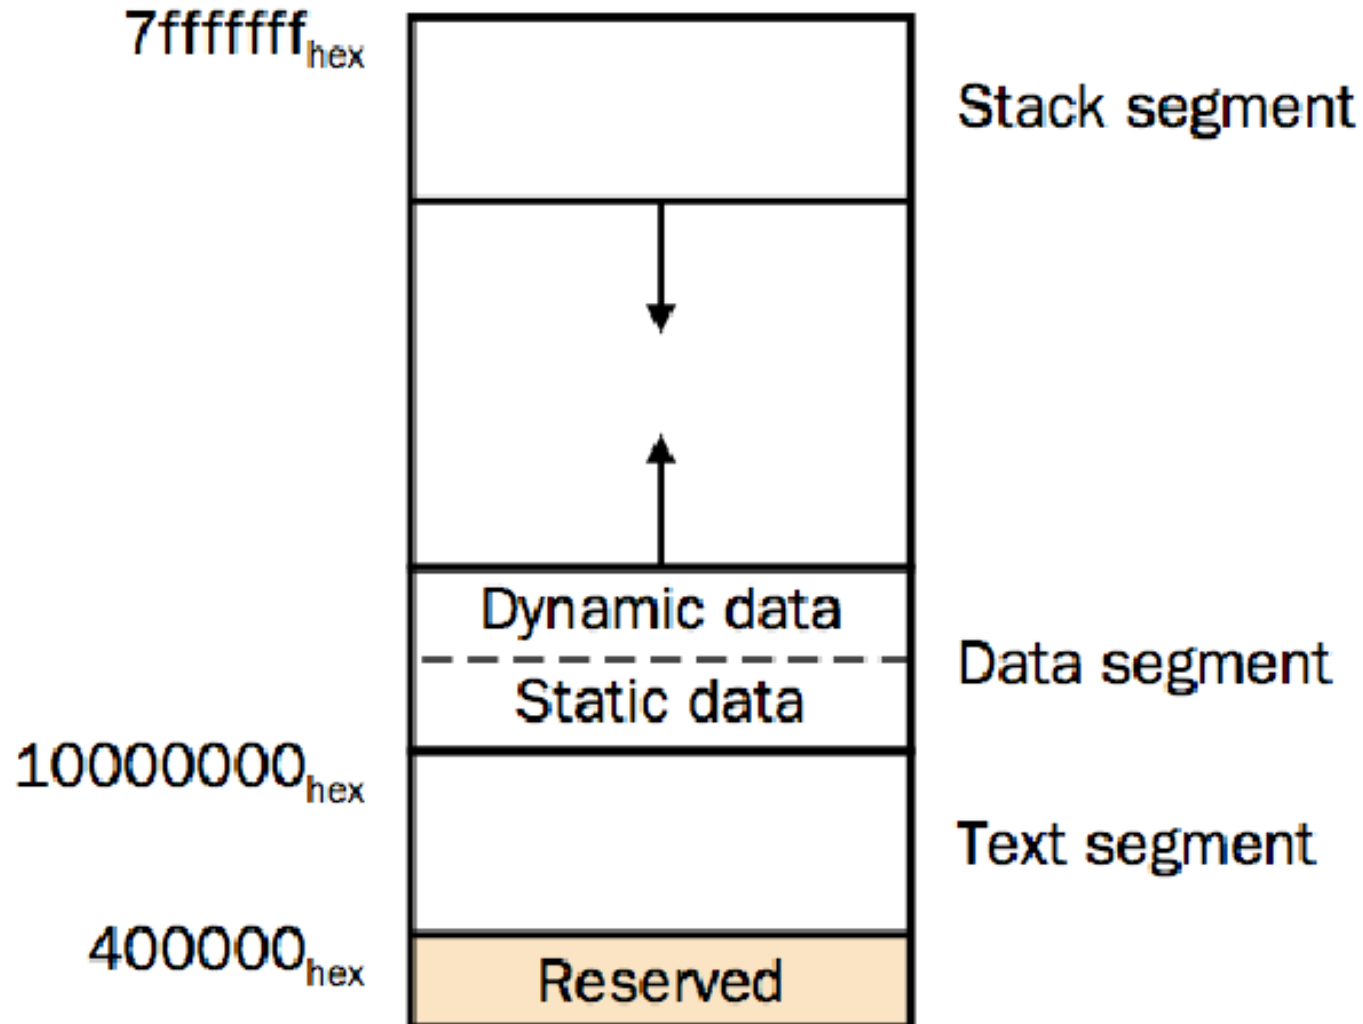 7fffffffhex
Stack segment
Dynamic data
Data segment
Static data
10000000hex
Text segment
400000hex
Reserved